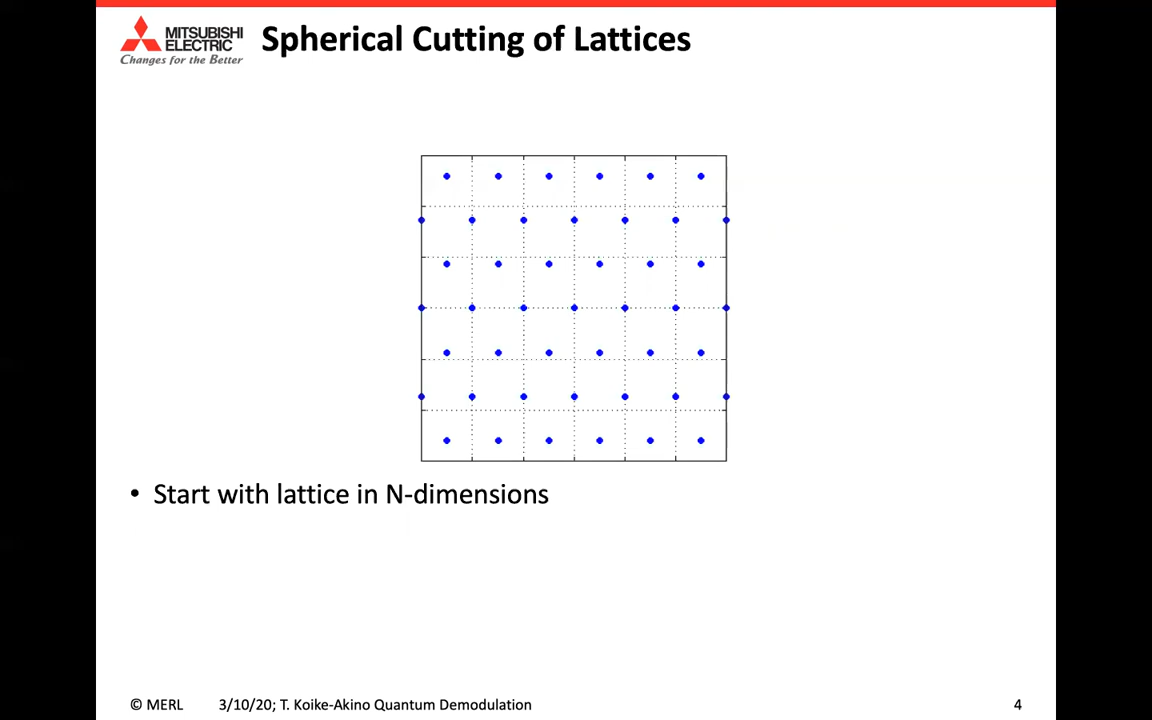 MITSUBISHI
ELECTRIC
Changes for the Better
Spherical Cutting of Lattices
• Start with lattice in N-dimensions
© MERL 3/10/20; T. Koike-Akino Quantum Demodulation 4